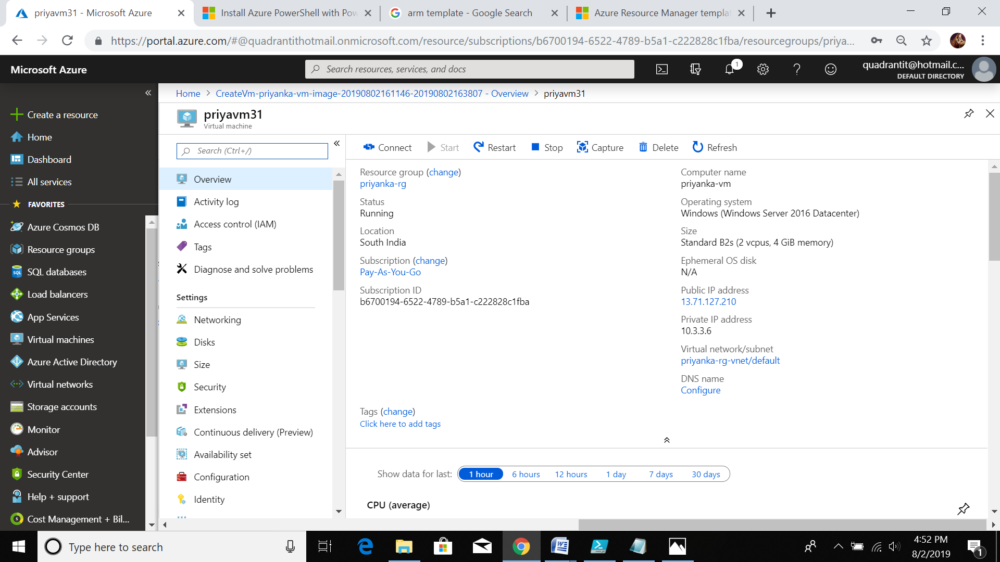 priyavm31 - Microsoft Azure
Install Azure PowerShell with Pow
arm template - Google Search
Azure Resource Manager templat
https://portal.azure.com/#@quadrantithotmail.onmicrosoft.com/resource/subscriptions/b6700194-6522-4789-b5a1-c222828c1fba/resourcegroups/priya...
Microsoft Azure
Search resources, services, and docs
1
quadrantit@hotmail.c...
DEFAULT DIRECTORY
Home > CreateVm-priyanka-vm-image-20190802161146-20190802163807 - Overview > priyavm31
Create a resource
Home
Dashboard
All services
FAVORITES
Azure Cosmos DB
Resource groups
SQL databases
Load balancers
App Services
Virtual machines
Azure Active Directory
Virtual networks
Storage accounts
Monitor
Advisor
Security Center
Help + support
Cost Management + Bil...
priyavm31
Virtual machine
Search (Ctrl+/)
Overview
Activity log
Access control (IAM)
Tags
Diagnose and solve problems
Settings
Networking
Disks
Size
Security
Extensions
Continuous delivery (Preview)
Availability set
Configuration
Identity
Connect
Start
Restart
Stop
Capture
Delete
Refresh
Resource group (change)
priyanka-rg
Status
Running
Location
South India
Subscription (change)
Pay-As-You-Go
Subscription ID
b6700194-6522-4789-b5a1-c222828c1fba
Computer name
priyanka-vm
Operating system
Windows (Windows Server 2016 Datacenter)
Size
Standard B2s (2 vcpus, 4 GiB memory)
Ephemeral OS disk
N/A
Public IP address
13.71.127.210
Private IP address
10.3.3.6
Virtual network/subnet
priyanka-rg-vnet/default
DNS name
Configure
Tags (change)
Click here to add tags
Show data for last:
1 hour
6 hours
12 hours
1 day
7 days
30 days
CPU (average)
Type here to search
4:52 PM
8/2/2019
1